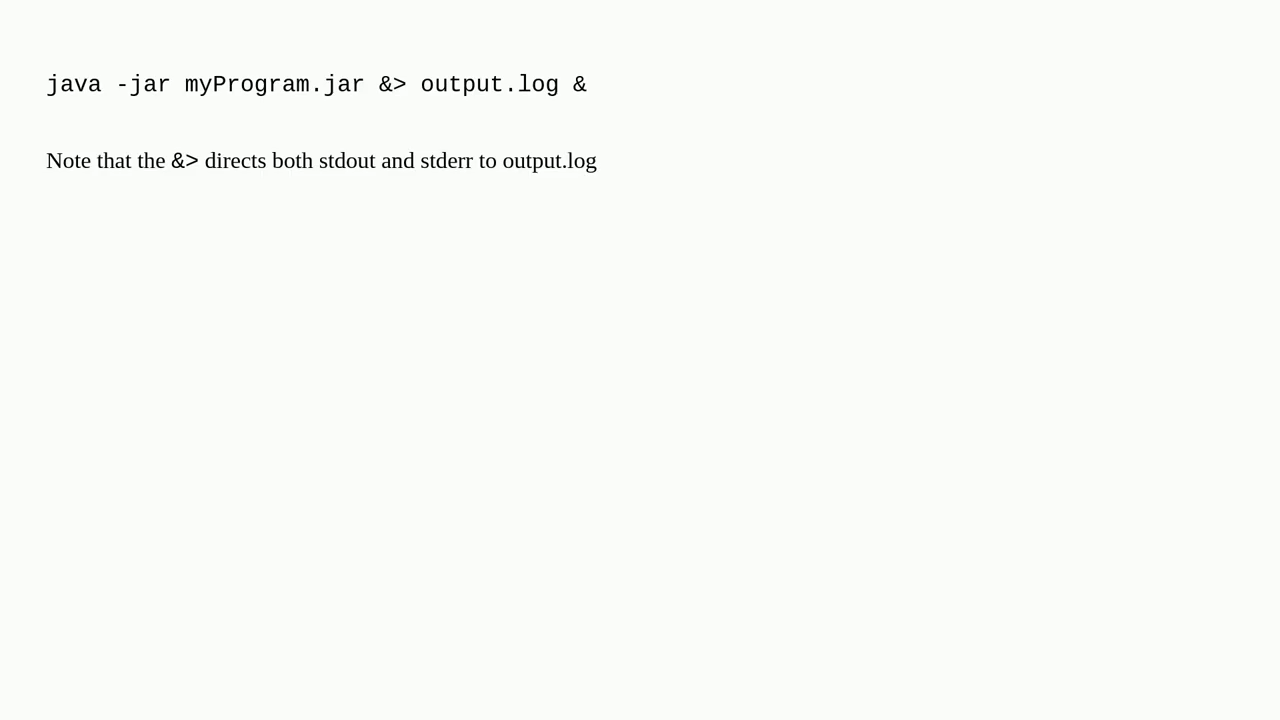 java -jar myProgram.jar &> output.log &
Note that the &> directs both stdout and stderr to output.log